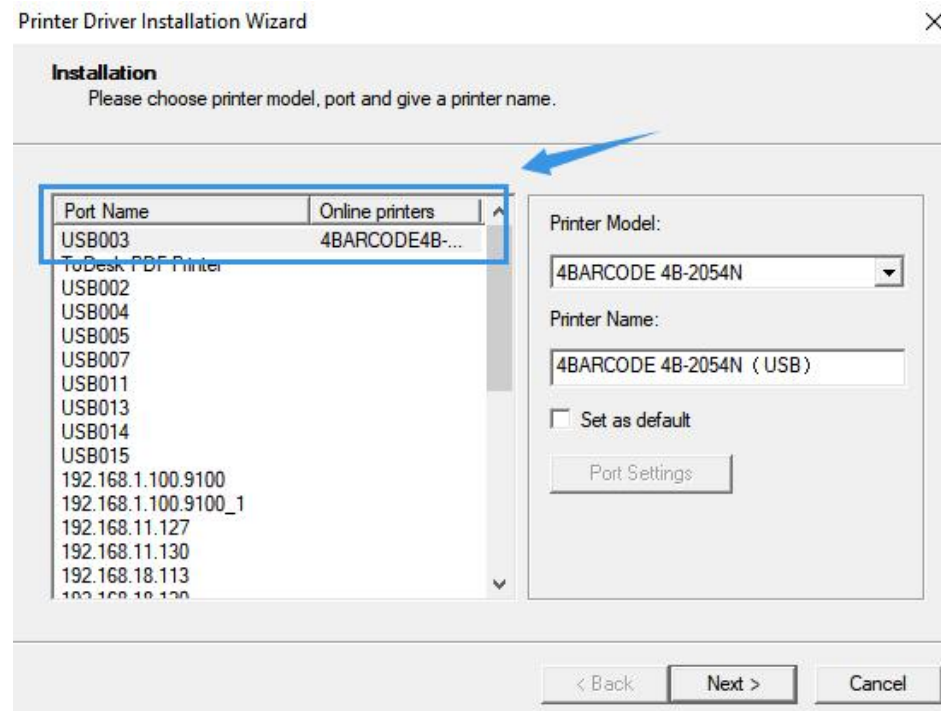 Printer Driver Installation Wizard
Installation
Please choose printer model, port and give a printer name.
Port Name Online printers
USB003 4BARCODE4B-...
ToDesk PDF Printer
USB002
USB004
USB005
USB007
USB011
USB013
USB014
USB015
192.168.1.100.9100
192.168.1.100.9100_1
192.168.11.127
192.168.11.130
192.168.18.113
Printer Model:
4BARCODE 4B-2054N
Printer Name:
4BARCODE 4B-2054N（USB）
Set as default
Port Settings
< Back Next > Cancel